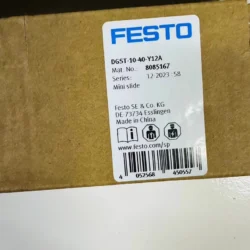 FESTO
DGST-10-40-Y12A
Mat. No.: 8085167
Series: 12-2023 : S8
Mini slide
Festo SE & Co. KG
DE-73734 Esslingen
Made in China
www.festo.com/sp
4 052568 450557